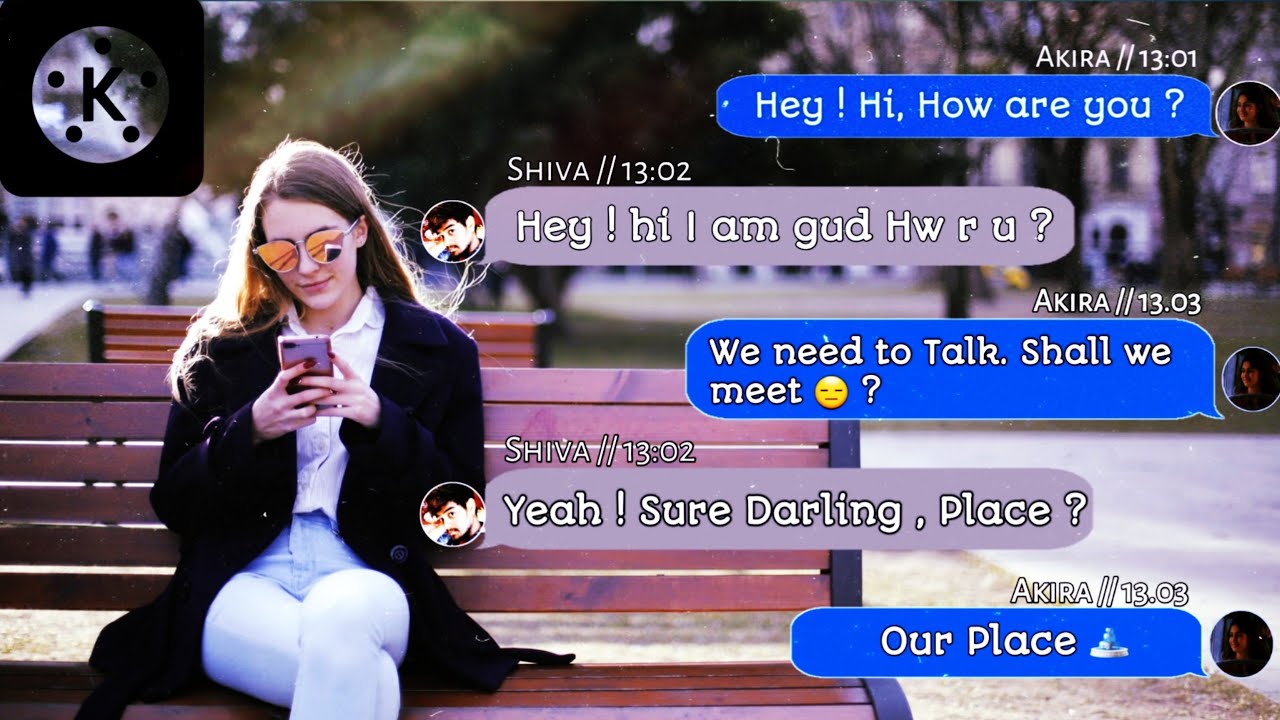 K
Akira // 13:01
Hey ! Hi, How are you ?
Shiva // 13:02
Hey ! hi I am gud Hw r u ?
Akira // 13.03
We need to Talk. Shall we
meet 😑 ?
Shiva // 13:02
Yeah ! Sure Darling , Place ?
Akira // 13.03
Our Place ⛲